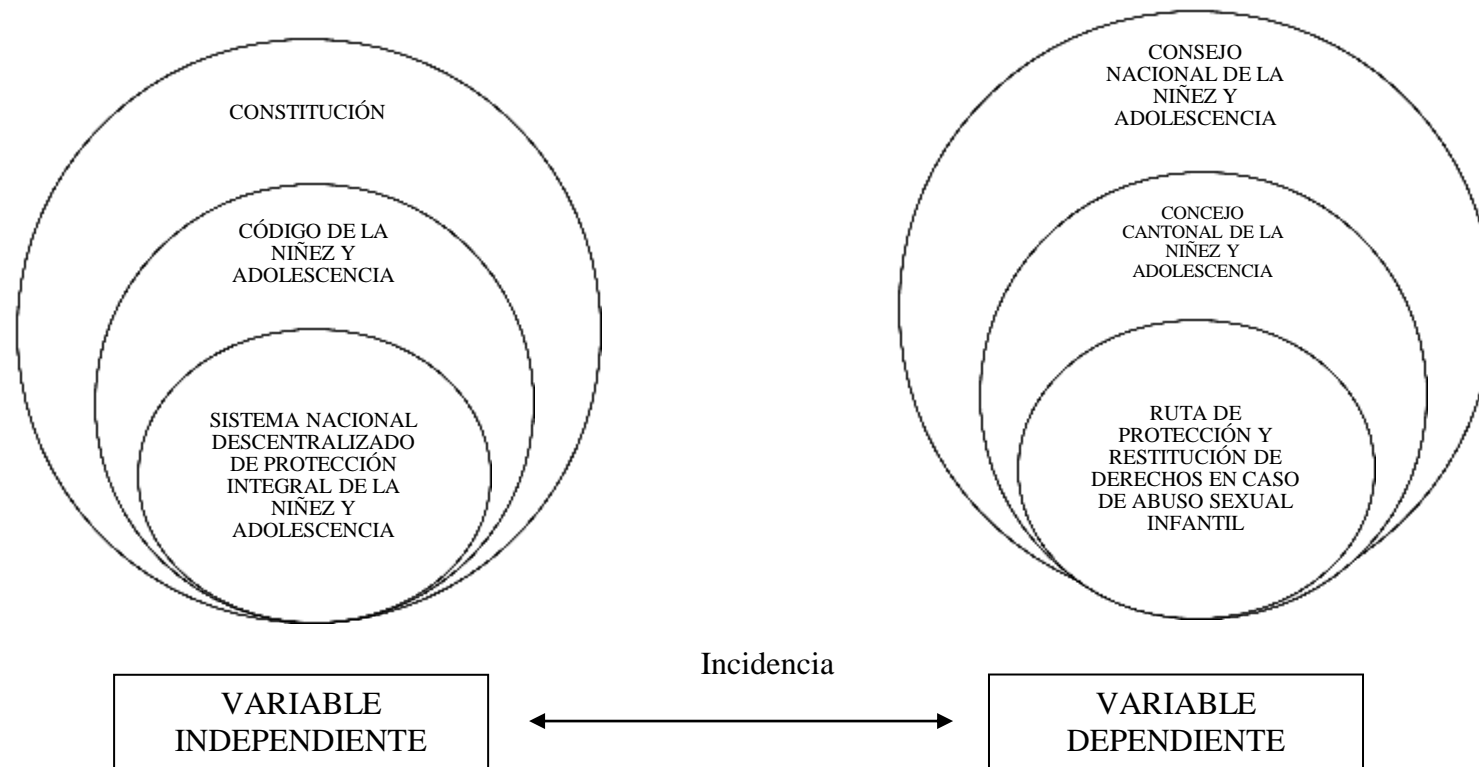 CONSTITUCIÓN
CÓDIGO DE LA
NIÑEZ Y
ADOLESCENCIA
SISTEMA NACIONAL
DESCENTRALIZADO
DE PROTECCIÓN
INTEGRAL DE LA
NIÑEZ Y
ADOLESCENCIA
CONSEJO
NACIONAL DE LA
NIÑEZ Y
ADOLESCENCIA
CONCEJO
CANTONAL DE LA
NIÑEZ Y
ADOLESCENCIA
RUTA DE
PROTECCIÓN Y
RESTITUCIÓN DE
DERECHOS EN CASO
DE ABUSO SEXUAL
INFANTIL
VARIABLE
INDEPENDIENTE
Incidencia
VARIABLE
DEPENDIENTE